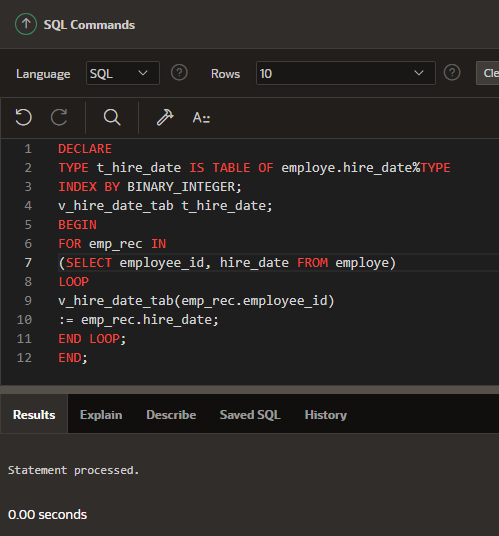 SQL Commands
Language SQL Rows 10 Cle
A
1 DECLARE
2 TYPE t_hire_date IS TABLE OF employe.hire_date%TYPE
3 INDEX BY BINARY_INTEGER;
4 v_hire_date_tab t_hire_date;
5 BEGIN
6 FOR emp_rec IN
7 (SELECT employee_id, hire_date FROM employe)
8 LOOP
9 v_hire_date_tab(emp_rec.employee_id)
10 := emp_rec.hire_date;
11 END LOOP;
12 END;
Results Explain Describe Saved SQL History
Statement processed.
0.00 seconds